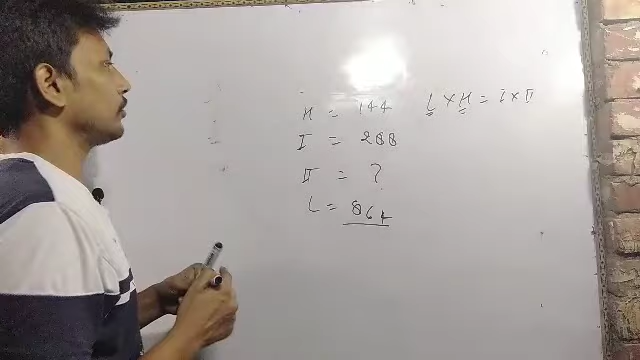 H = 144
L × H = I × II
I = 288
II = ?
L = 864